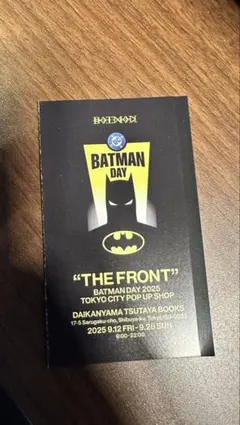 BATMAN
DAY
"THE FRONT"
BATMAN DAY 2025
TOKYO CITY POP UP SHOP
DAIKANYAMA TSUTAYA BOOKS
17-5 Sarugaku-cho, Shibuya-ku, Tokyo
2025 9.12 FRI - 9.28 SUN